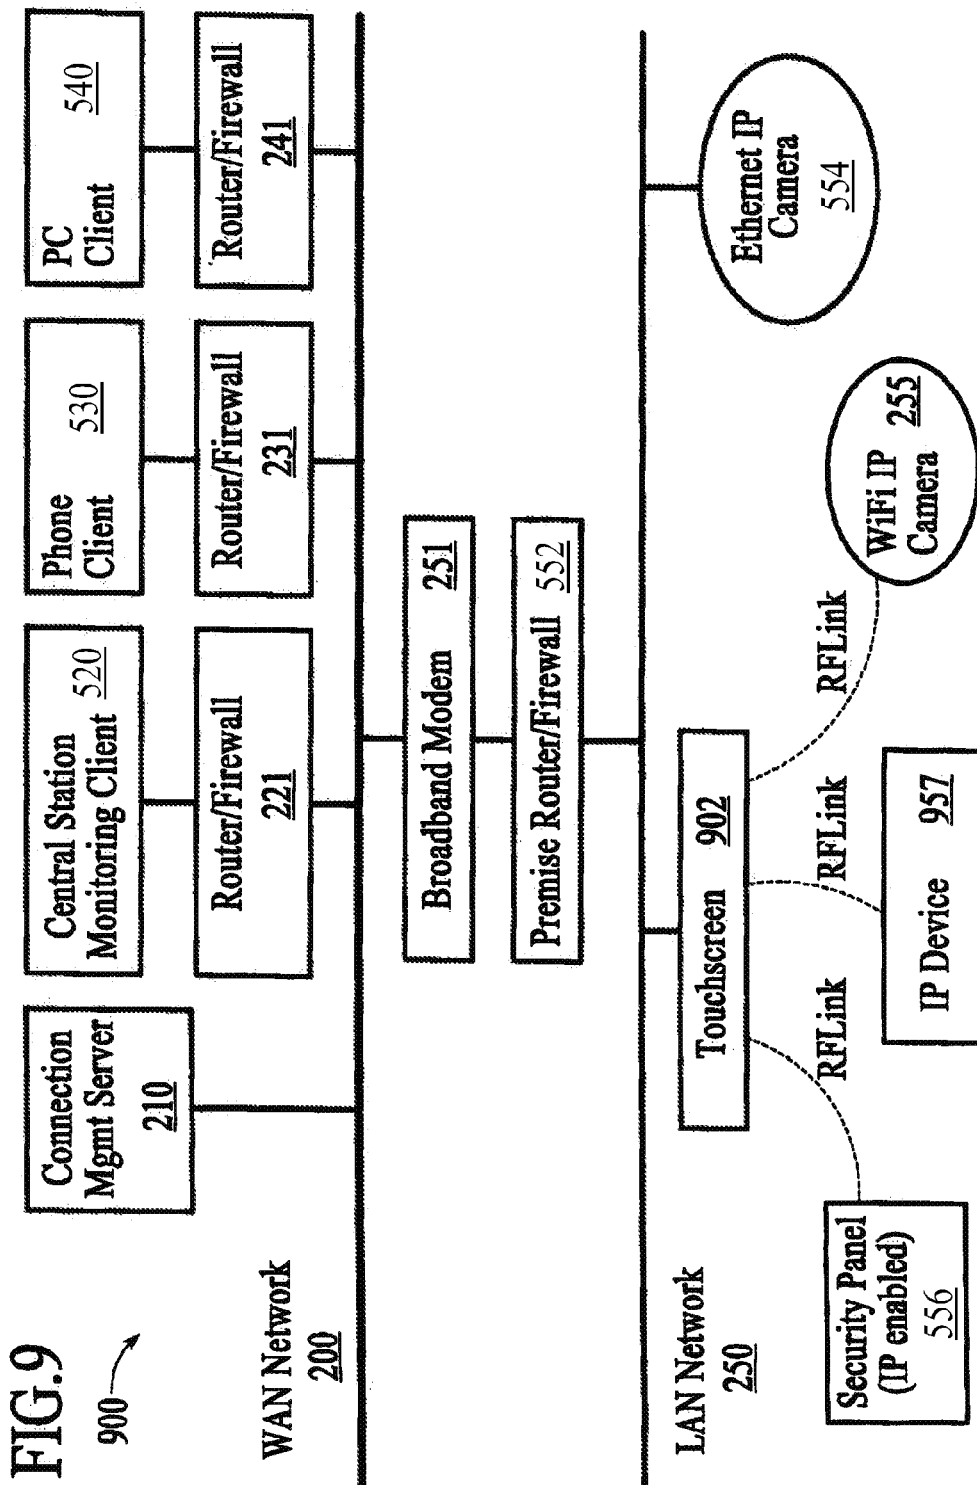 FIG.9
900
Connection
Mgmt Server
210
Central Station
Monitoring Client 520
Phone
Client
530
PC
Client
540
Router/Firewall
221
Router/Firewall
231
Router/Firewall
241
WAN Network
200
Broadband Modem 251
Premise Router/Firewall 552
LAN Network
250
Touchscreen 902
Ethernet IP
Camera
554
RFLink
RFLink
RFLink
Security Panel
(IP enabled)
556
IP Device 957
WiFi IP 255
Camera